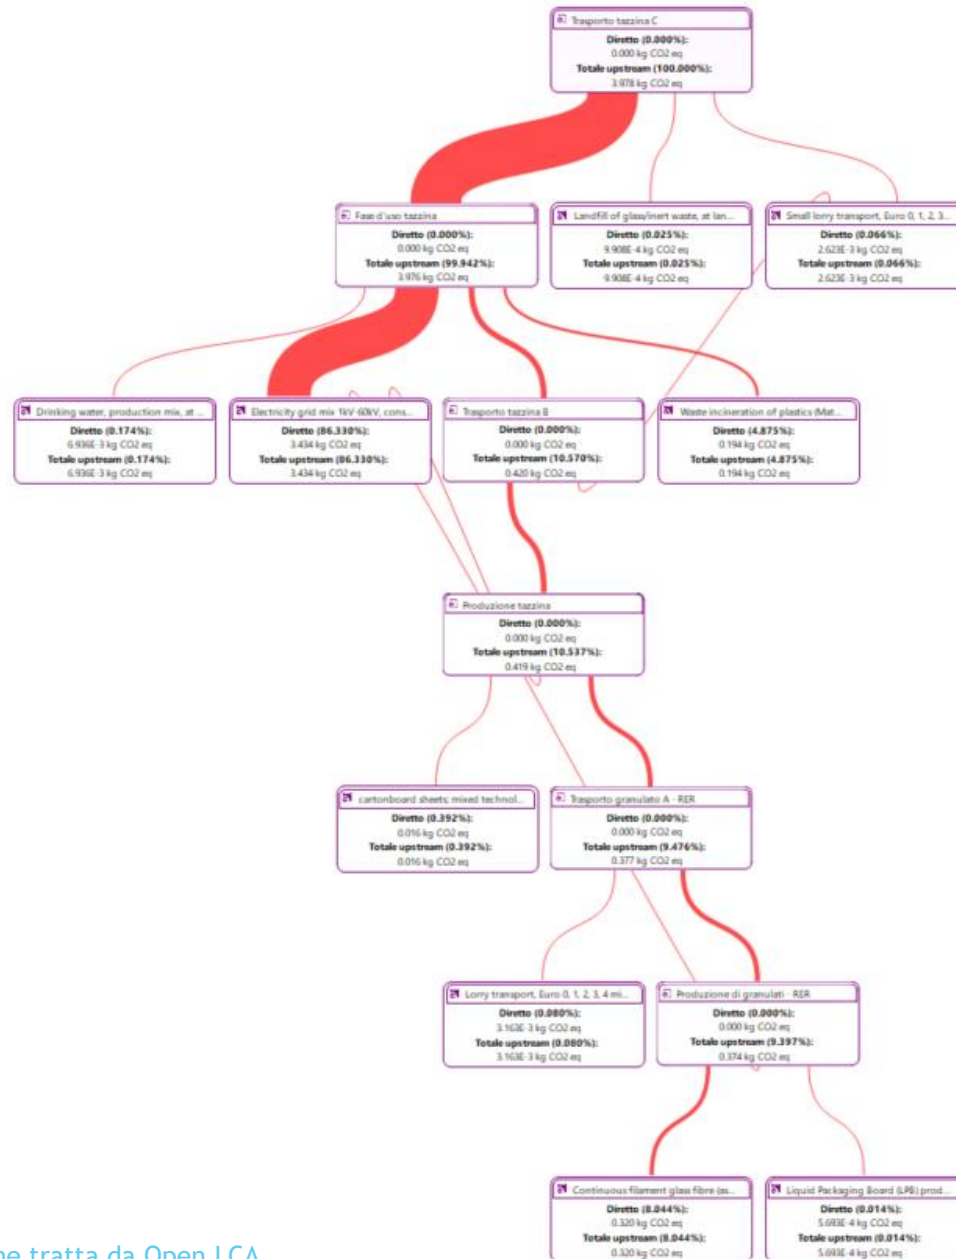 Trasporto tazzina C
Diretto (0.000%):
0.000 kg CO2 eq
Totale upstream (100.000%):
3.978 kg CO2 eq
Fase d'uso tazzina
Diretto (0.000%):
0.000 kg CO2 eq
Totale upstream (99.942%):
3.976 kg CO2 eq
Landfill of glass/inert waste, at lan...
Diretto (0.025%):
9.908E-4 kg CO2 eq
Totale upstream (0.025%):
9.908E-4 kg CO2 eq
Small lorry transport, Euro 0, 1, 2, 3...
Diretto (0.066%):
2.623E-3 kg CO2 eq
Totale upstream (0.066%):
2.623E-3 kg CO2 eq
Drinking water, production mix, at ...
Diretto (0.174%):
6.936E-3 kg CO2 eq
Totale upstream (0.174%):
6.936E-3 kg CO2 eq
Electricity grid mix 1kV-60kV, cons...
Diretto (86.330%):
3.434 kg CO2 eq
Totale upstream (86.330%):
3.434 kg CO2 eq
Trasporto tazzina B
Diretto (0.000%):
0.000 kg CO2 eq
Totale upstream (10.570%):
0.420 kg CO2 eq
Waste incineration of plastics (Mat...
Diretto (4.875%):
0.194 kg CO2 eq
Totale upstream (4.875%):
0.194 kg CO2 eq
Produzione tazzina
Diretto (0.000%):
0.000 kg CO2 eq
Totale upstream (10.537%):
0.419 kg CO2 eq
cartonboard sheets; mixed technol...
Diretto (0.392%):
0.016 kg CO2 eq
Totale upstream (0.392%):
0.016 kg CO2 eq
Trasporto granulato A - RER
Diretto (0.000%):
0.000 kg CO2 eq
Totale upstream (9.476%):
0.377 kg CO2 eq
Lorry transport, Euro 0, 1, 2, 3, 4 mi...
Diretto (0.080%):
3.163E-3 kg CO2 eq
Totale upstream (0.080%):
3.163E-3 kg CO2 eq
Produzione di granulati - RER
Diretto (0.000%):
0.000 kg CO2 eq
Totale upstream (9.397%):
0.374 kg CO2 eq
Continuous filament glass fibre (as...
Diretto (8.044%):
0.320 kg CO2 eq
Totale upstream (8.044%):
0.320 kg CO2 eq
Liquid Packaging Board (LPB) prod...
Diretto (0.014%):
5.693E-4 kg CO2 eq
Totale upstream (0.014%):
5.693E-4 kg CO2 eq
ne tratta da Open LCA